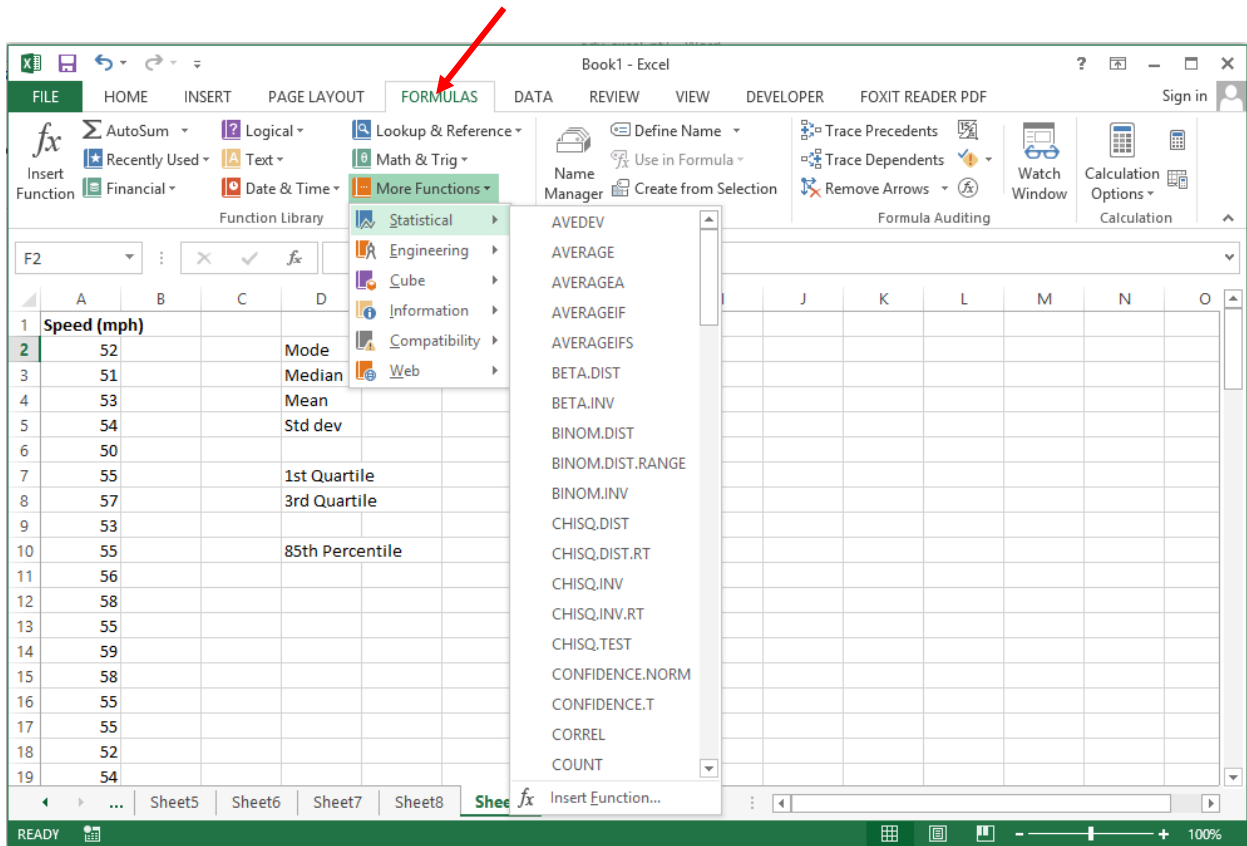 Book1 - Excel
?
FILE HOME INSERT PAGE LAYOUT FORMULAS DATA REVIEW VIEW DEVELOPER FOXIT READER PDF Sign in
fx
Insert
Function
AutoSum
Recently Used
Financial
Logical
Text
Date & Time
Lookup & Reference
Math & Trig
More Functions
Function Library
Name
Manager
Define Name
Use in Formula
Create from Selection
Trace Precedents
Trace Dependents
Remove Arrows
Formula Auditing
Watch
Window
Calculation
Options
Calculation
F2
fx
Statistical
Engineering
Cube
Information
Compatibility
Web
AVEDEV
AVERAGE
AVERAGEA
AVERAGEIF
AVERAGEIFS
BETA.DIST
BETA.INV
BINOM.DIST
BINOM.DIST.RANGE
BINOM.INV
CHISQ.DIST
CHISQ.DIST.RT
CHISQ.INV
CHISQ.INV.RT
CHISQ.TEST
CONFIDENCE.NORM
CONFIDENCE.T
CORREL
COUNT
fx Insert Function...
A B C D J K L M N O
1 Speed (mph)
2 52 Mode
3 51 Median
4 53 Mean
5 54 Std dev
6 50
7 55 1st Quartile
8 57 3rd Quartile
9 53
10 55 85th Percentile
11 56
12 58
13 55
14 59
15 58
16 55
17 55
18 52
19 54
... Sheet5 Sheet6 Sheet7 Sheet8 Shee
READY 100%